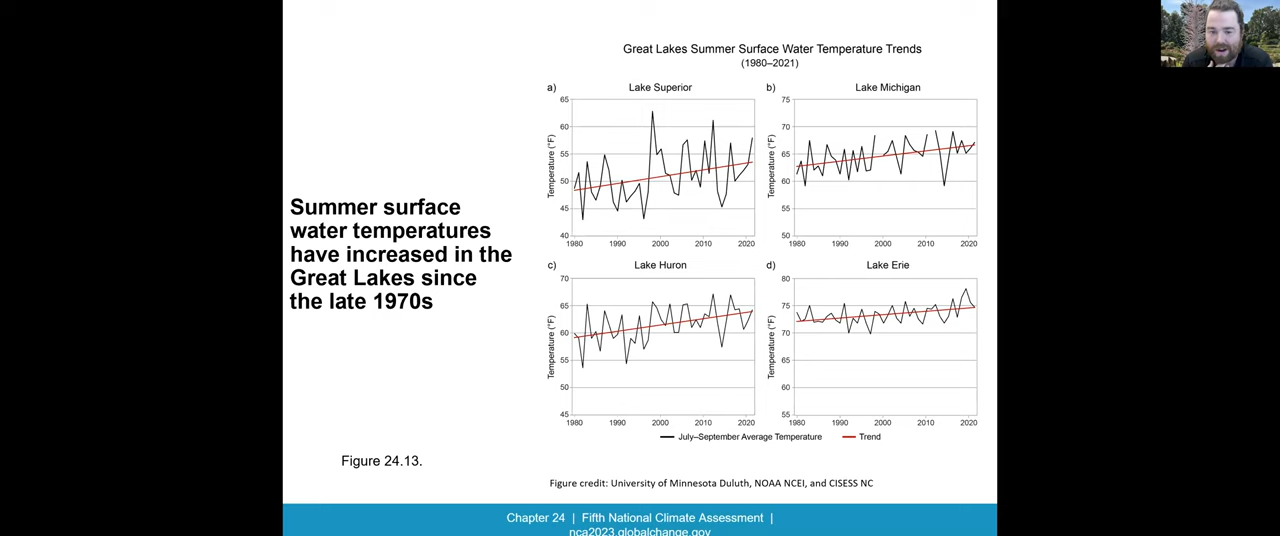 Great Lakes Summer Surface Water Temperature Trends
(1980–2021)
a)
Lake Superior
Temperature (°F)
65
60
55
50
45
40
1980
1990
2000
2010
2020
b)
Lake Michigan
Temperature (°F)
75
70
65
60
55
50
1980
1990
2000
2010
2020
Summer surface
water temperatures
have increased in the
Great Lakes since
the late 1970s
c)
Lake Huron
Temperature (°F)
70
65
60
55
50
45
1980
1990
2000
2010
2020
d)
Lake Erie
Temperature (°F)
80
75
70
65
60
55
1980
1990
2000
2010
2020
July–September Average Temperature
Trend
Figure 24.13.
Figure credit: University of Minnesota Duluth, NOAA NCEI, and CISESS NC
Chapter 24 | Fifth National Climate Assessment |
nca2023.globalchange.gov